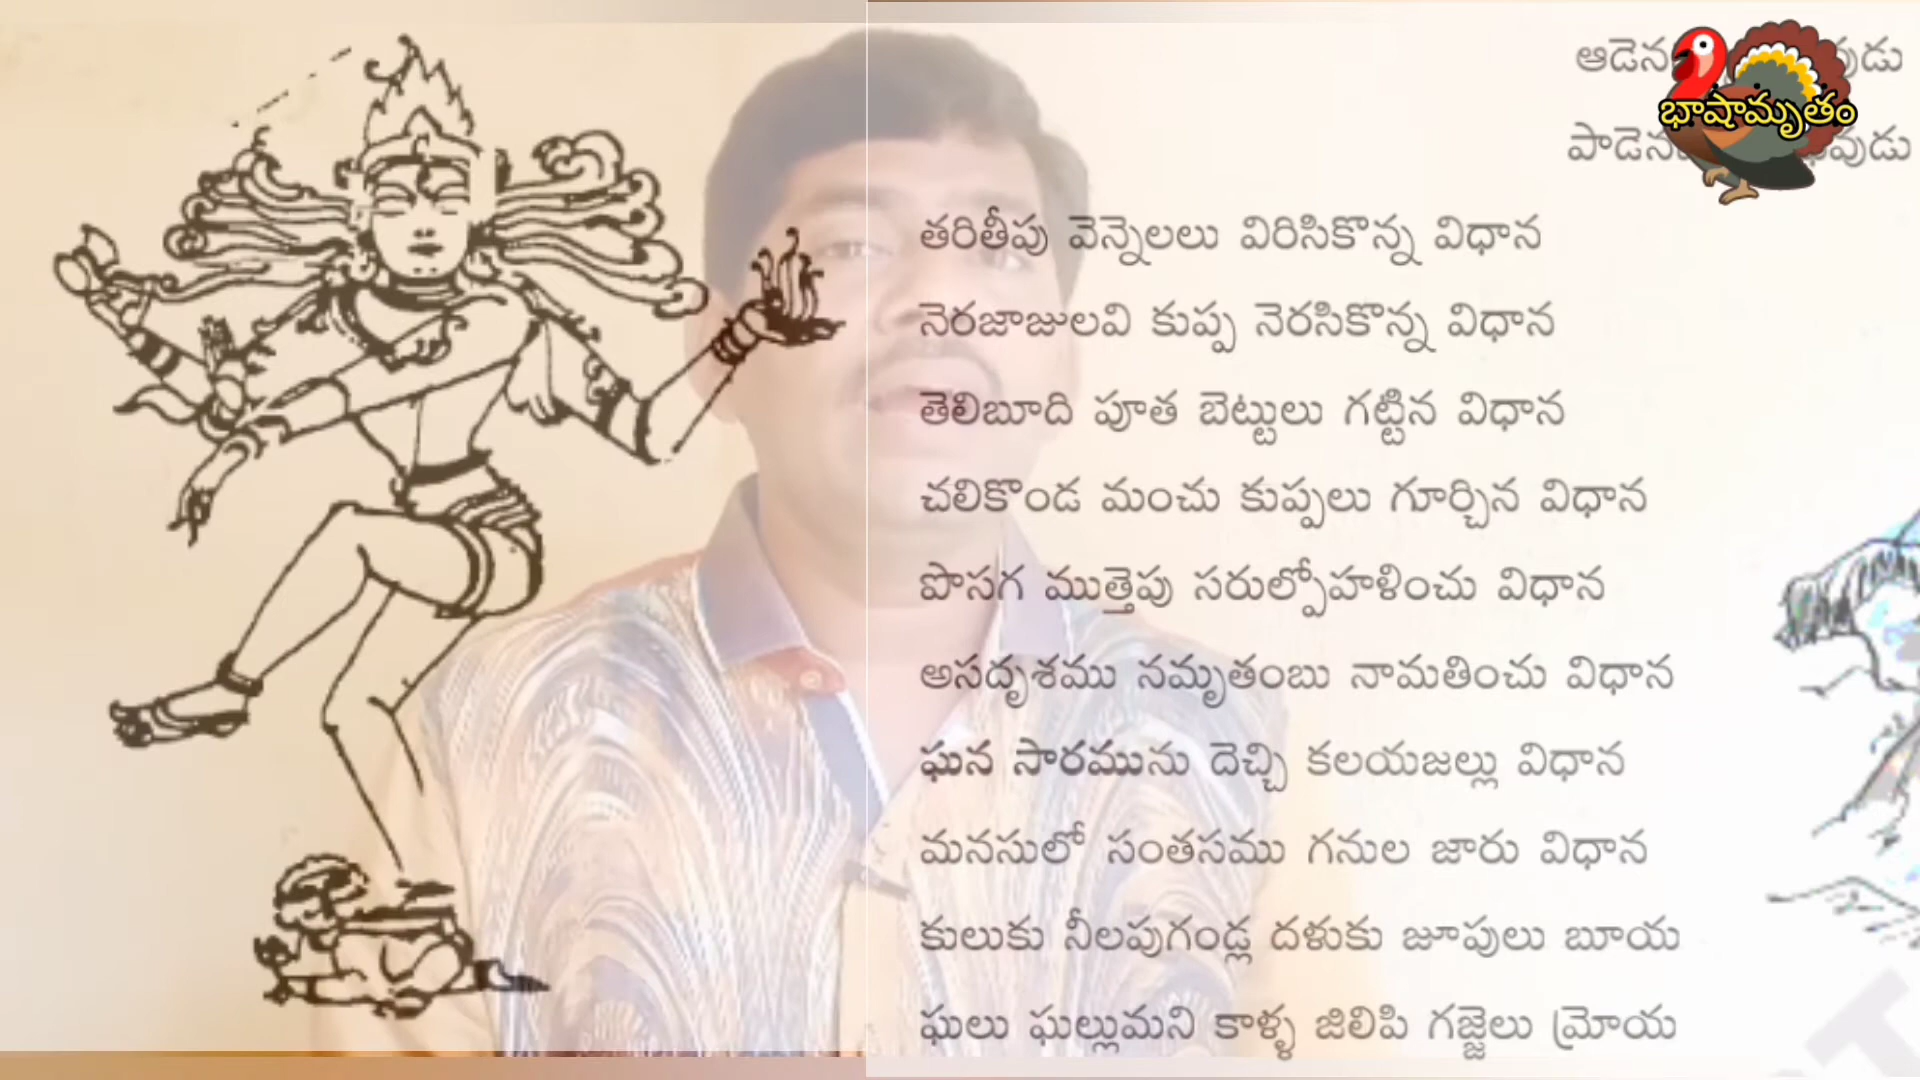 భాషామృతం
తరితీపు వెన్నెలలు విరిసికొన్న విధాన
నెరజాజులవి కుప్ప నెరసికొన్న విధాన
తెలిబూది పూత బెట్టులు గట్టిన విధాన
చలికొండ మంచు కుప్పలు గూర్చిన విధాన
పొసగ ముత్తెపు సరుల్పోహళించు విధాన
అసదృశము నమృతంబు నామతించు విధాన
ఘన సారమును దెచ్చి కలయజల్లు విధాన
మనసులో సంతసము గనుల జారు విధాన
కులుకు నీలపుగండ్ల దళుకు జూపులు బూయ
ఘలు ఘల్లుమని కాళ్ళ జిలిపి గజ్జెలు మ్రోయ